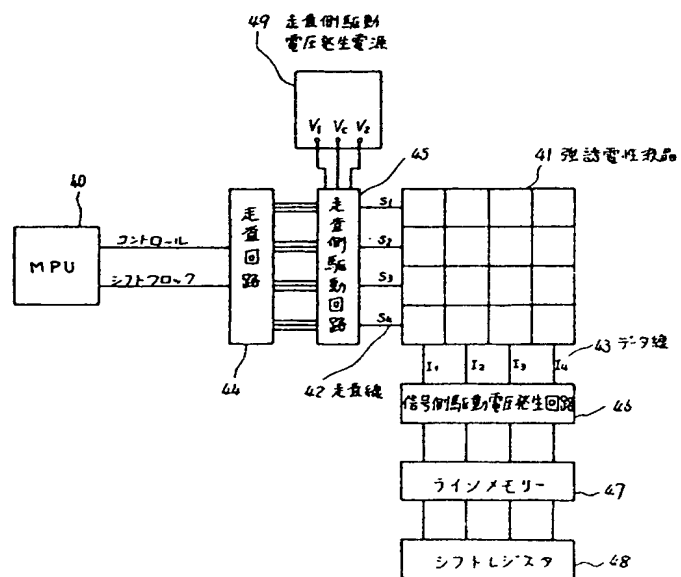 49 走査側駆動
電圧発生電源
V1 Vc V2
45
41 強誘電性液晶
40
MPU
コントロール
シフトフロック
走査回路
44
走査側駆動回路
S1
S2
S3
S4
42 走査線
43 データ線
I1 I2 I3 I4
信号側駆動電圧発生回路
46
ラインメモリー
47
シフトレジスタ
48